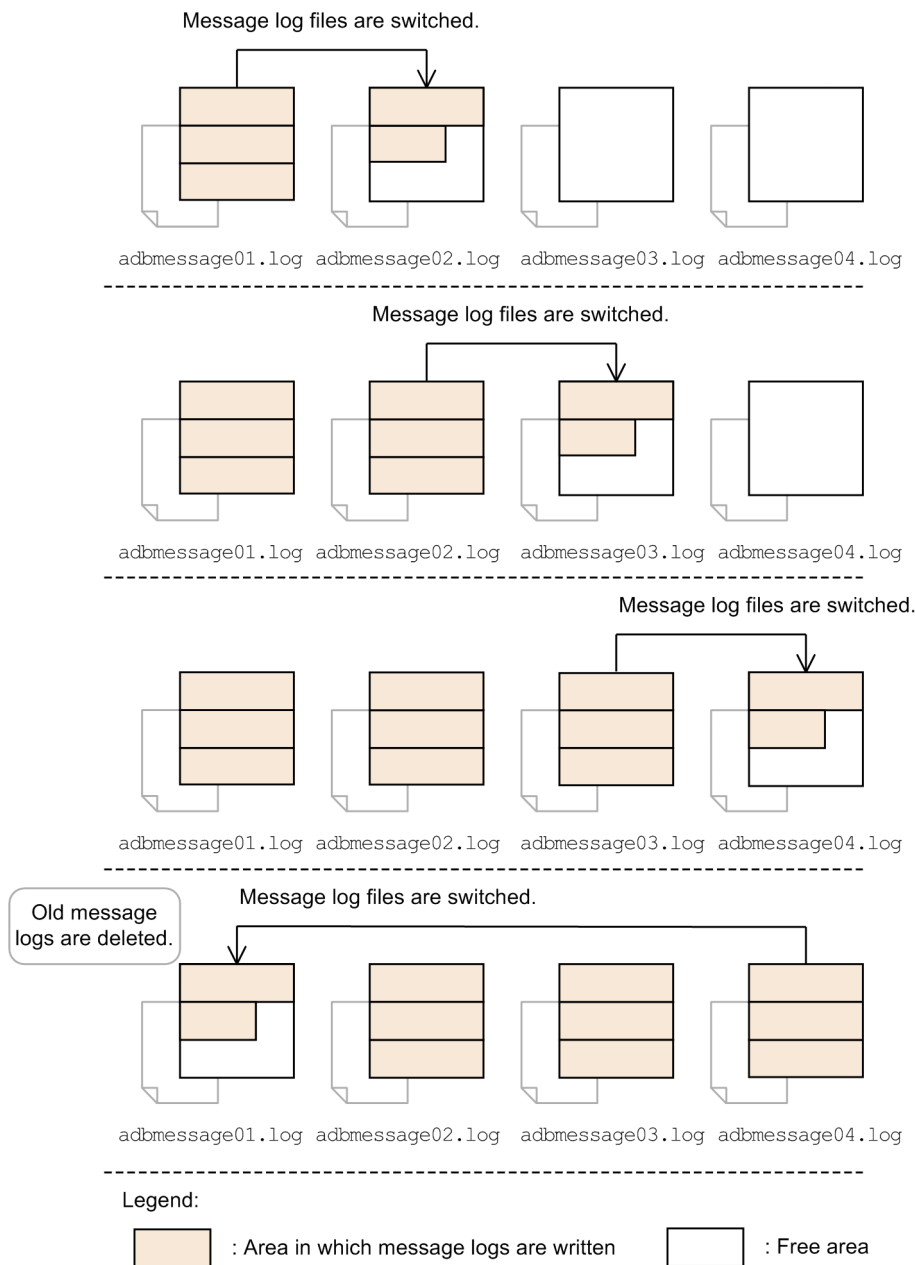 Message log files are switched.
adbmessage01.log adbmessage02.log adbmessage03.log adbmessage04.log
Message log files are switched.
adbmessage01.log adbmessage02.log adbmessage03.log adbmessage04.log
Message log files are switched.
adbmessage01.log adbmessage02.log adbmessage03.log adbmessage04.log
Message log files are switched.
Old message
logs are deleted.
adbmessage01.log adbmessage02.log adbmessage03.log adbmessage04.log
Legend:
: Area in which message logs are written : Free area